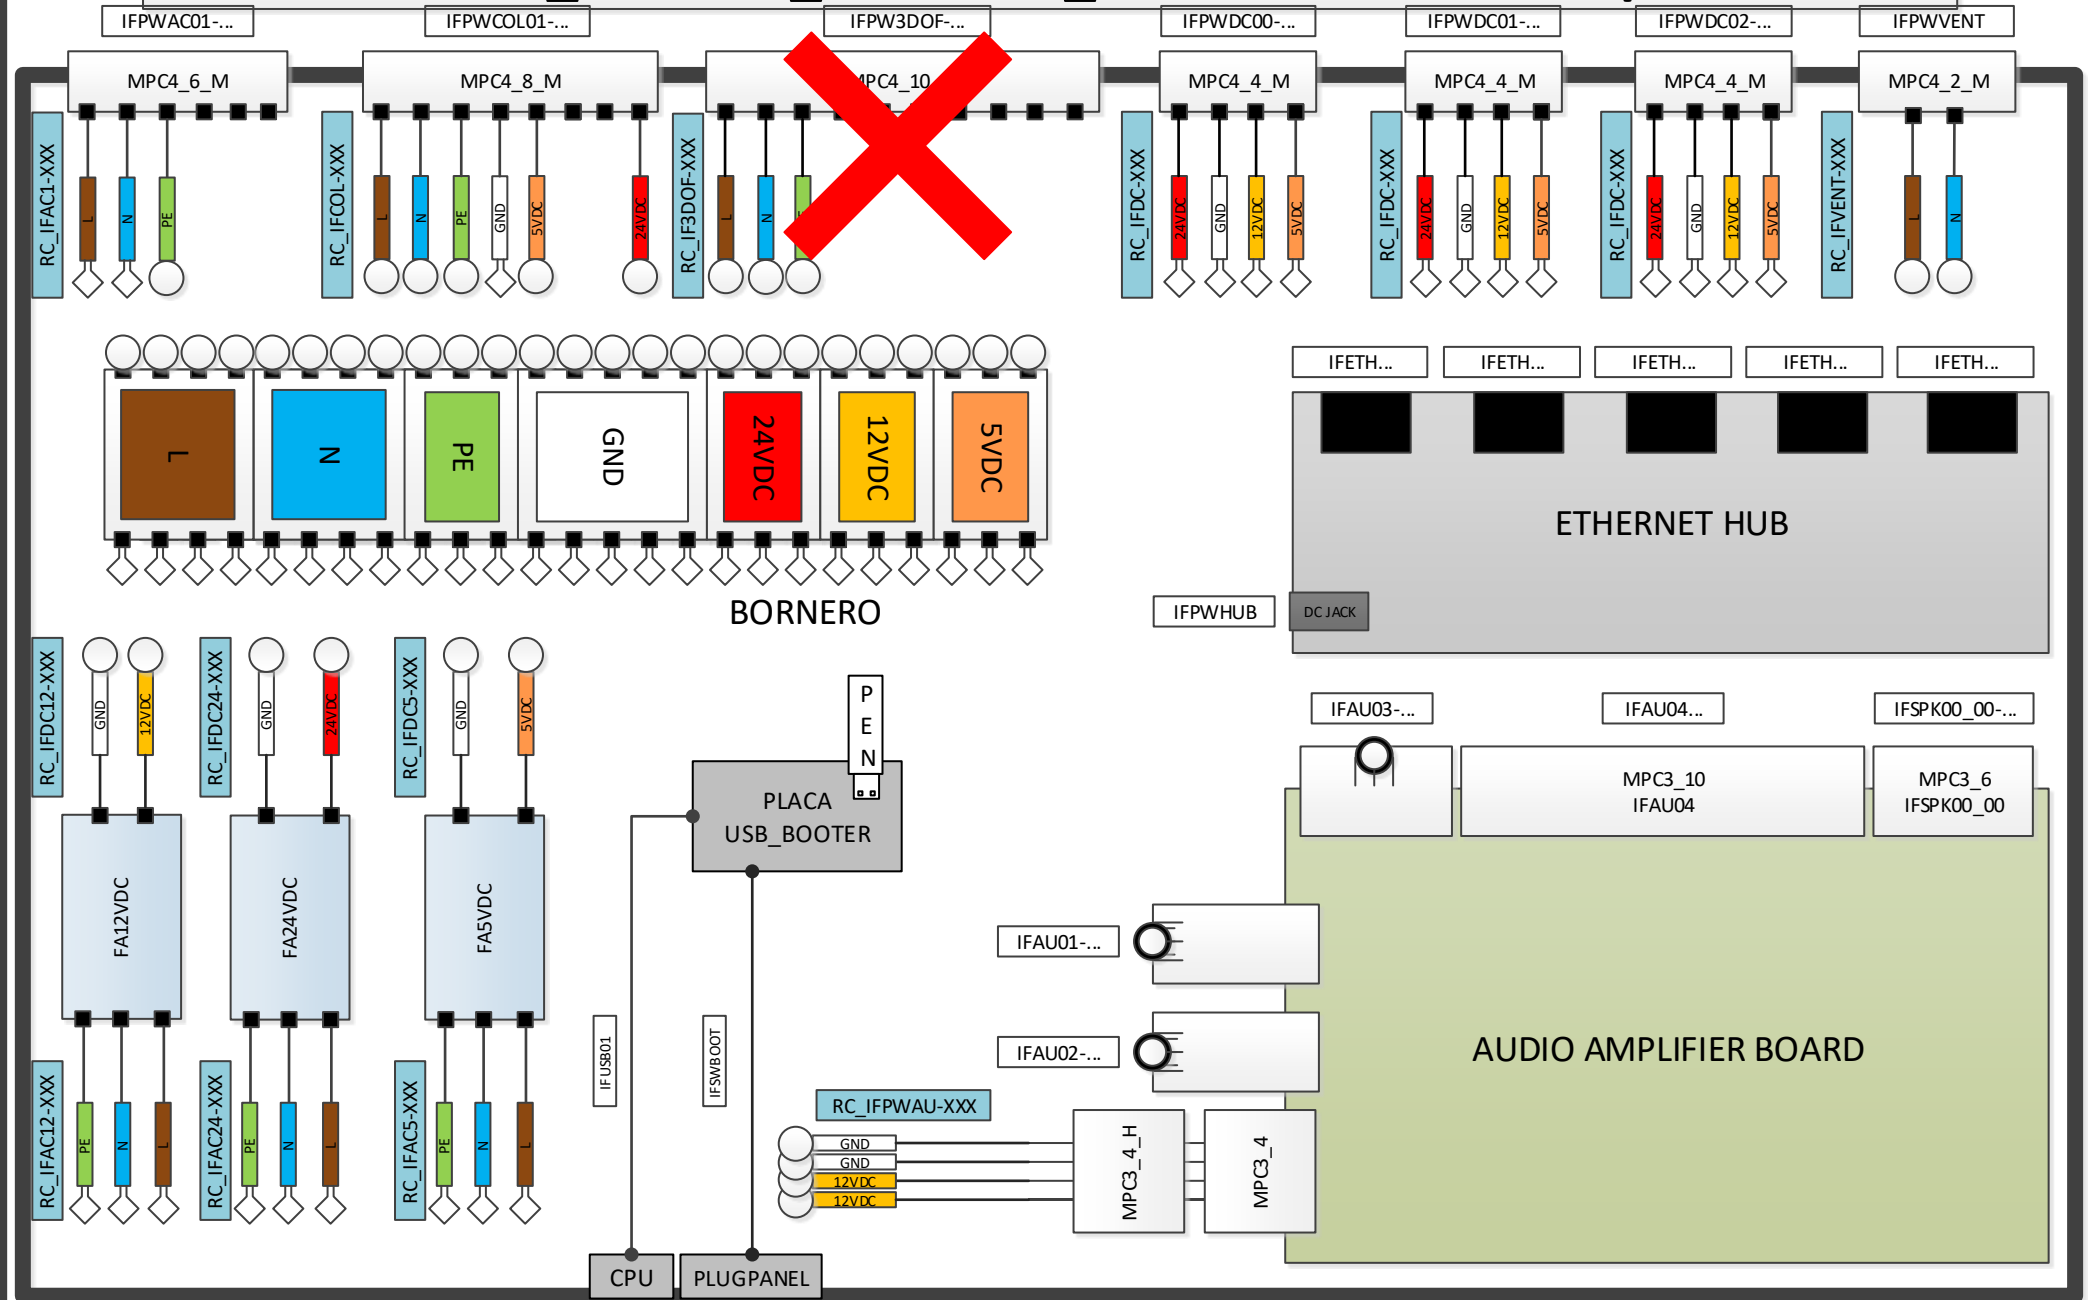 IFPWAC01-...
IFPWCOL01-...
IFPW3DOF-...
IFPWDC00-...
IFPWDC01-...
IFPWDC02-...
IFPWVENT
MPC4_6_M
MPC4_8_M
MPC4_10
MPC4_4_M
MPC4_4_M
MPC4_4_M
MPC4_2_M
RC_IFAC1-XXX
L
N
PE
RC_IFCOL-XXX
L
N
PE
GND
5VDC
24VDC
RC_IF3DOF-XXX
L
N
RC_IFDC-XXX
24VDC
GND
12VDC
5VDC
RC_IFDC-XXX
24VDC
GND
12VDC
5VDC
RC_IFDC-XXX
24VDC
GND
12VDC
5VDC
RC_IFVENT-XXX
L
N
L
N
PE
GND
24VDC
12VDC
5VDC
BORNERO
IFETH...
IFETH...
IFETH...
IFETH...
IFETH...
ETHERNET HUB
IFPWHUB
DC JACK
RC_IFDC12-XXX
GND
12VDC
RC_IFDC24-XXX
GND
24VDC
RC_IFDC5-XXX
GND
5VDC
FA12VDC
FA24VDC
FA5VDC
RC_IFAC12-XXX
PE
N
L
RC_IFAC24-XXX
PE
N
L
RC_IFAC5-XXX
PE
N
L
PEN
PLACA
USB_BOOTER
IFUSB01
IFSWBOOT
CPU
PLUGPANEL
IFAU03-...
IFAU04...
IFSPK00_00-...
MPC3_10
IFAU04
MPC3_6
IFSPK00_00
IFAU01-...
IFAU02-...
AUDIO AMPLIFIER BOARD
RC_IFPWAU-XXX
GND
GND
12VDC
12VDC
MPC3_4_H
MPC3_4